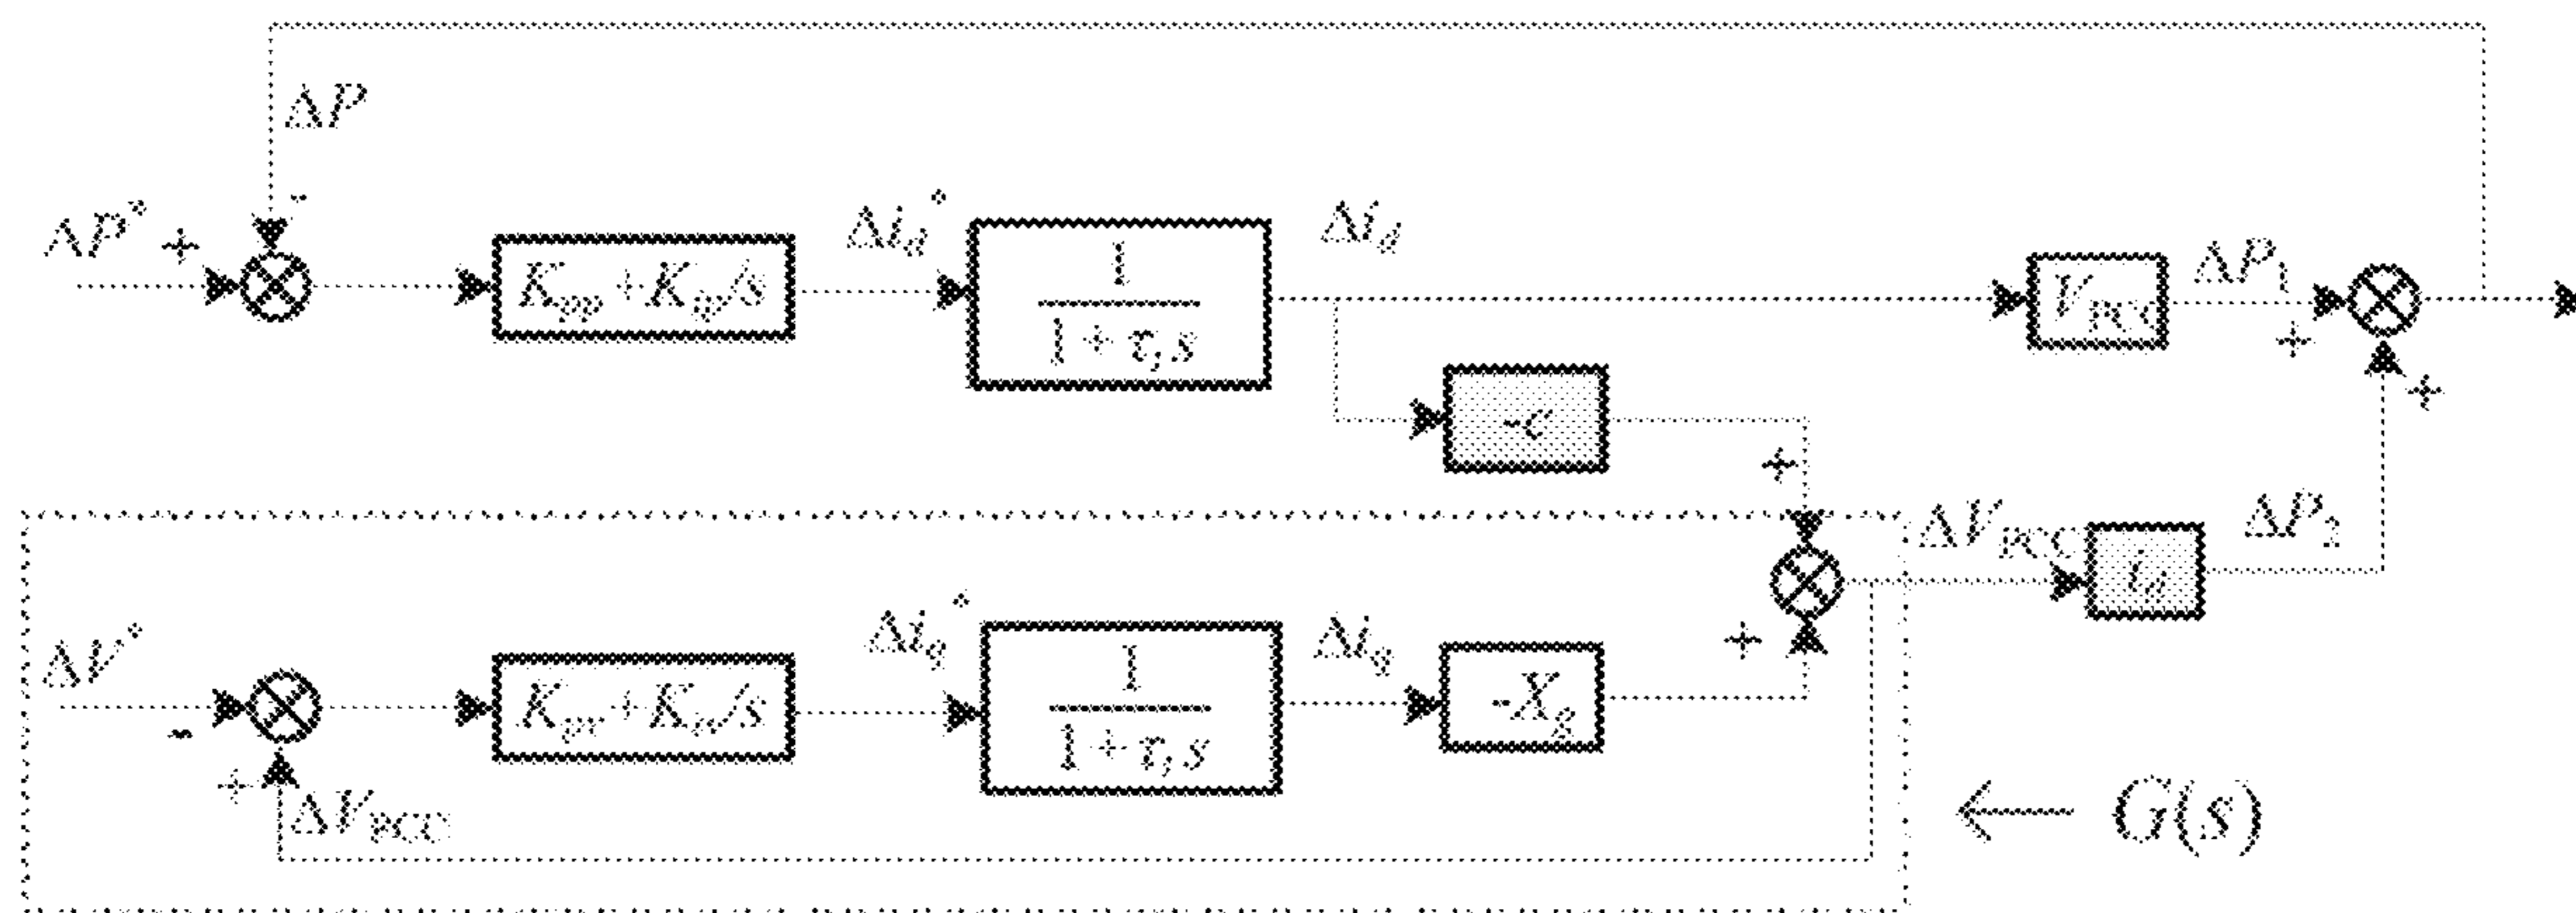 ΔP
ΔP* + -
K_pp+K_ip/s
Δi_d*
1
1+τ_i s
Δi_d
V_PCC
ΔP_1
+
+
-c
+
ΔV_PCC
i_d
ΔP_2
ΔV*
-
K_pv+K_iv/s
Δi_q*
1
1+τ_i s
Δi_q
-X_g
+
+
ΔV_PCC
G(s)